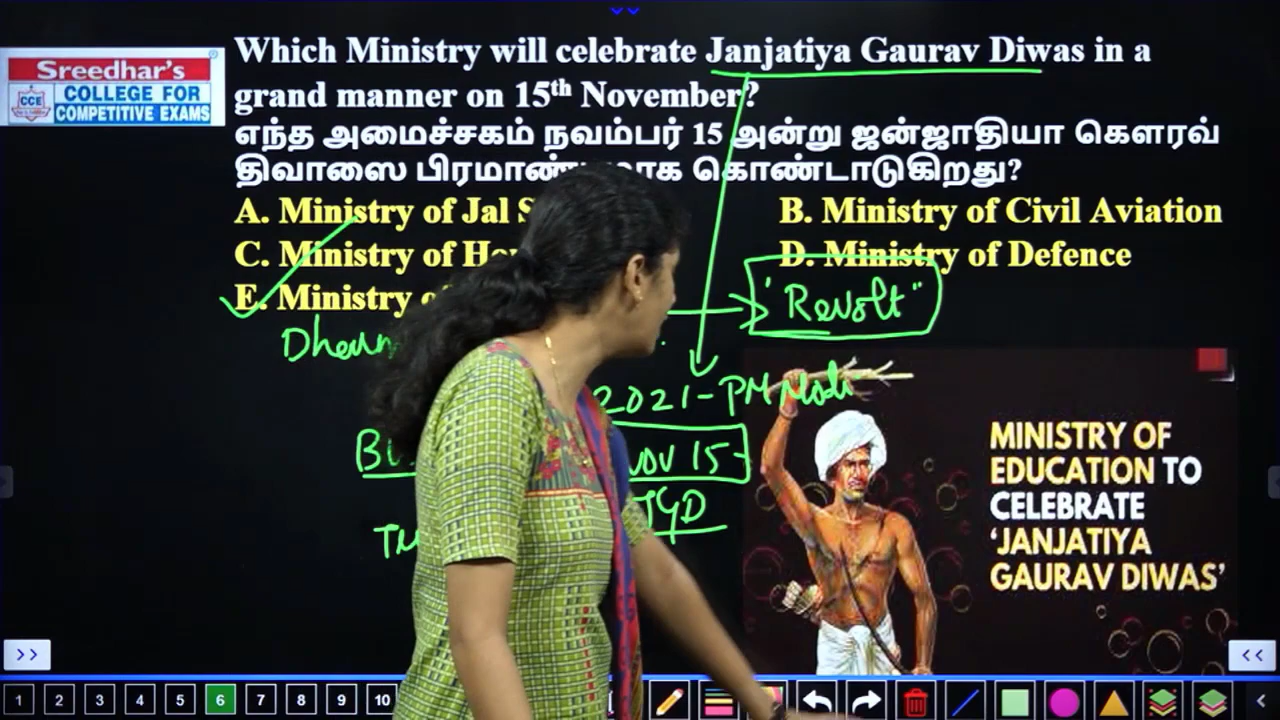 Sreedhar's
CCE
COLLEGE FOR
COMPETITIVE EXAMS
Which Ministry will celebrate Janjatiya Gaurav Diwas in a
grand manner on 15th November?
எந்த அமைச்சகம் நவம்பர் 15 அன்று ஜன்ஜாதியா கௌரவ்
திவாஸை கொண்டாடுகிறது?
A. Ministry of Jal
B. Ministry of Civil Aviation
C. Ministry of
D. Ministry of Defence
E. Ministry
"Revolt"
2021-PM Modi
Nov 15-
JGD
MINISTRY OF
EDUCATION TO
CELEBRATE
‘JANJATIYA
GAURAV DIWAS’
>>
<<
1 2 3 4 5 6 7 8 9 10
<